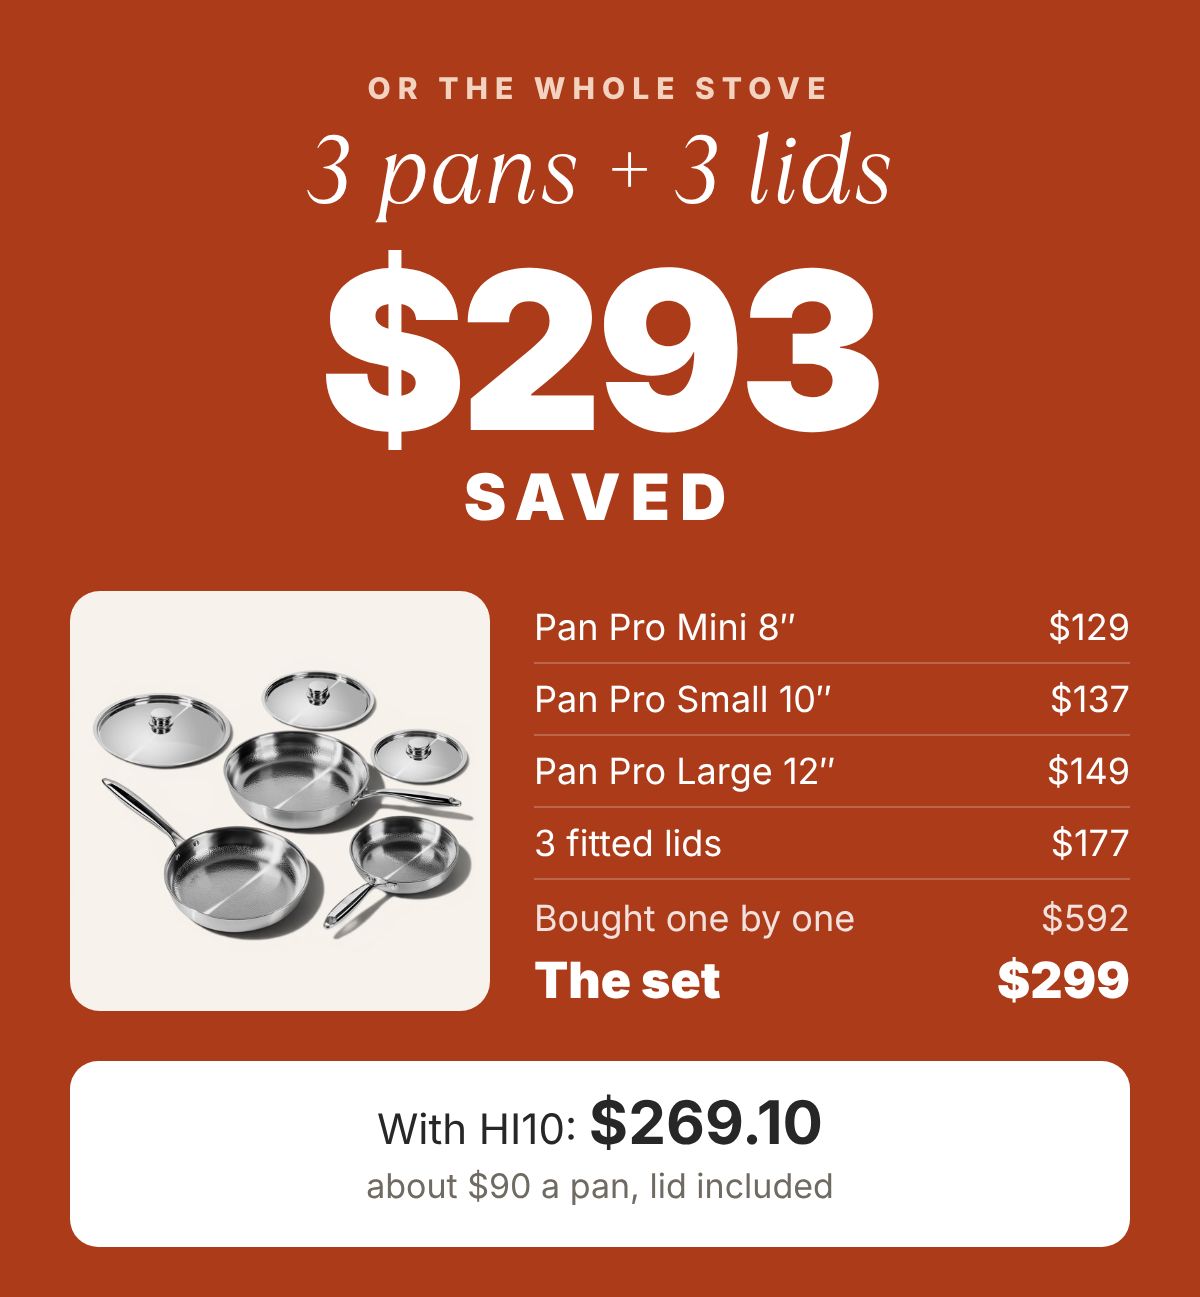 OR THE WHOLE STOVE
3 pans + 3 lids
$293
SAVED
Pan Pro Mini 8″ $129
Pan Pro Small 10″ $137
Pan Pro Large 12″ $149
3 fitted lids $177
Bought one by one $592
The set $299
With HI10: $269.10
about $90 a pan, lid included